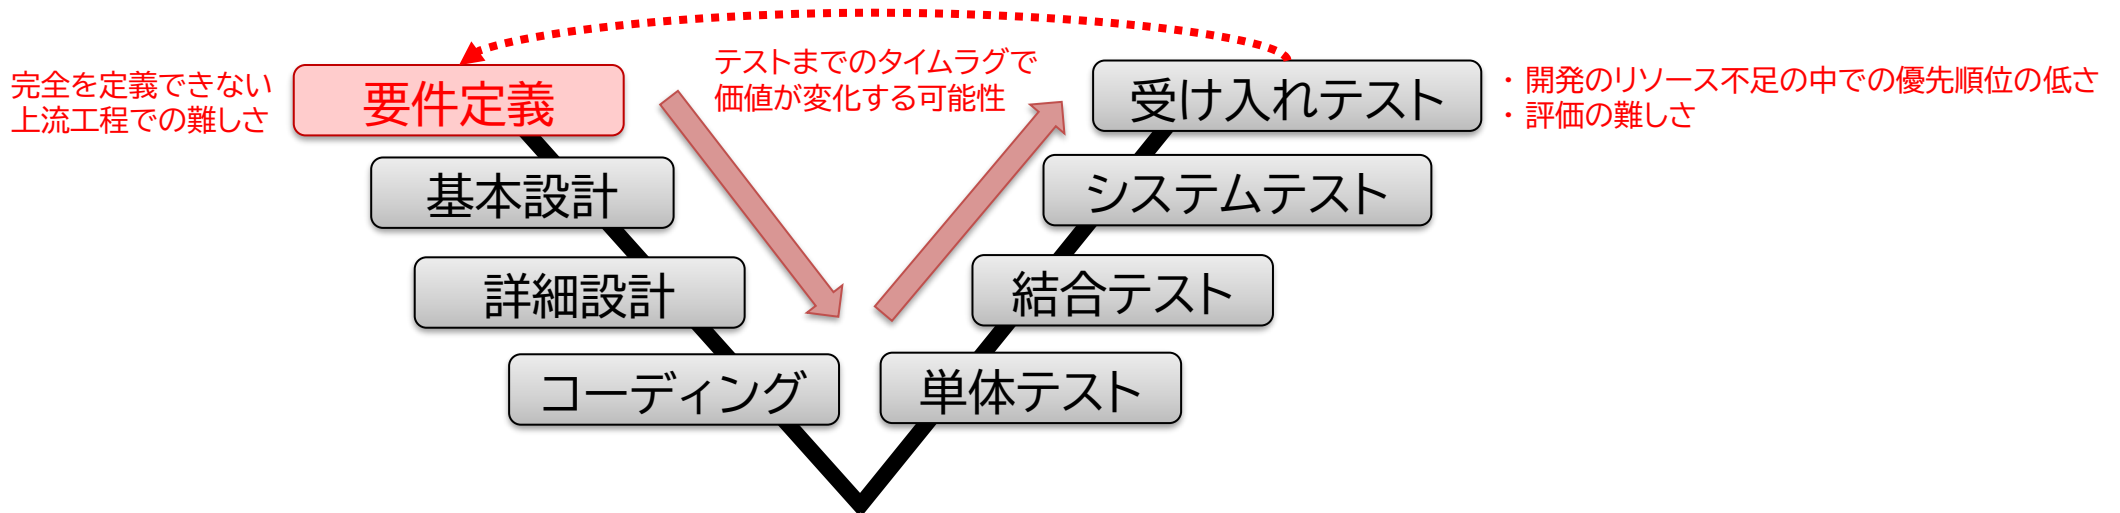 完全を定義できない
上流工程での難しさ
要件定義
基本設計
詳細設計
コーディング
テストまでのタイムラグで
価値が変化する可能性
受け入れテスト
システムテスト
結合テスト
単体テスト
・開発のリソース不足の中での優先順位の低さ
・評価の難しさ